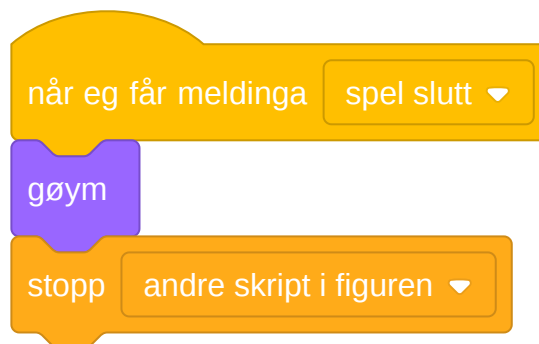 når eg får meldinga spel slutt
gøym
stopp andre skript i figuren